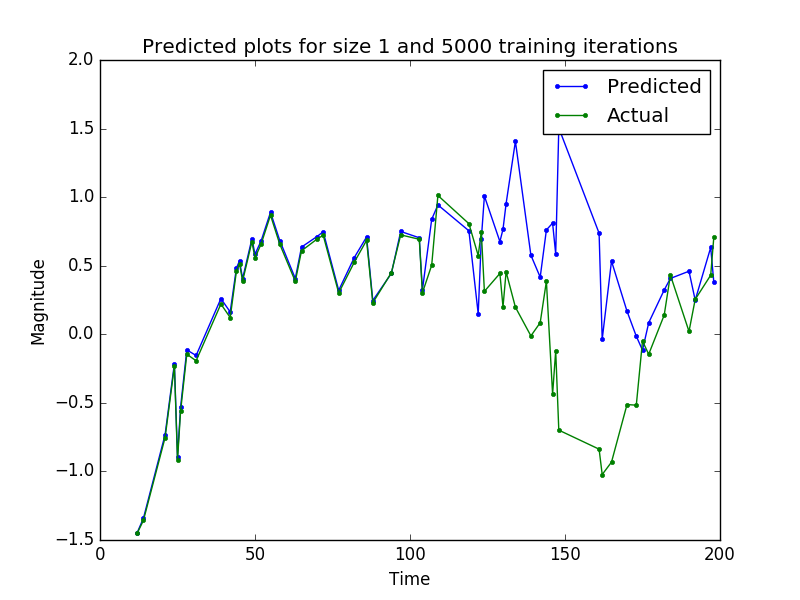 Predicted plots for size 1 and 5000 training iterations
2.0
1.5
1.0
0.5
0.0
−0.5
−1.0
−1.5
Magnitude
Predicted
Actual
0 50 100 150 200
Time